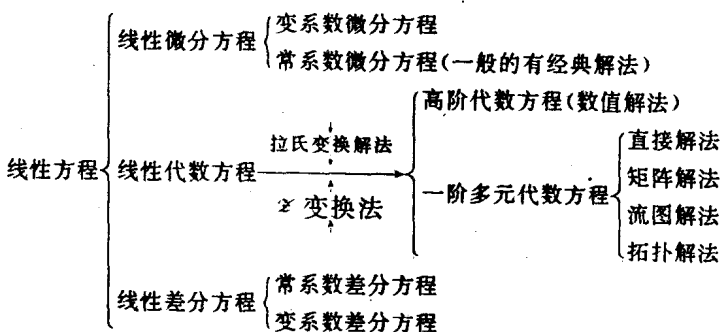 变系数微分方程
线性微分方程
常系数微分方程(一般的有经典解法)
高阶代数方程(数值解法)
拉氏变换解法
直接解法
线性方程
线性代数方程
矩阵解法
一阶多元代数方程
z 变换法
流图解法
拓扑解法
常系数差分方程
线性差分方程
变系数差分方程